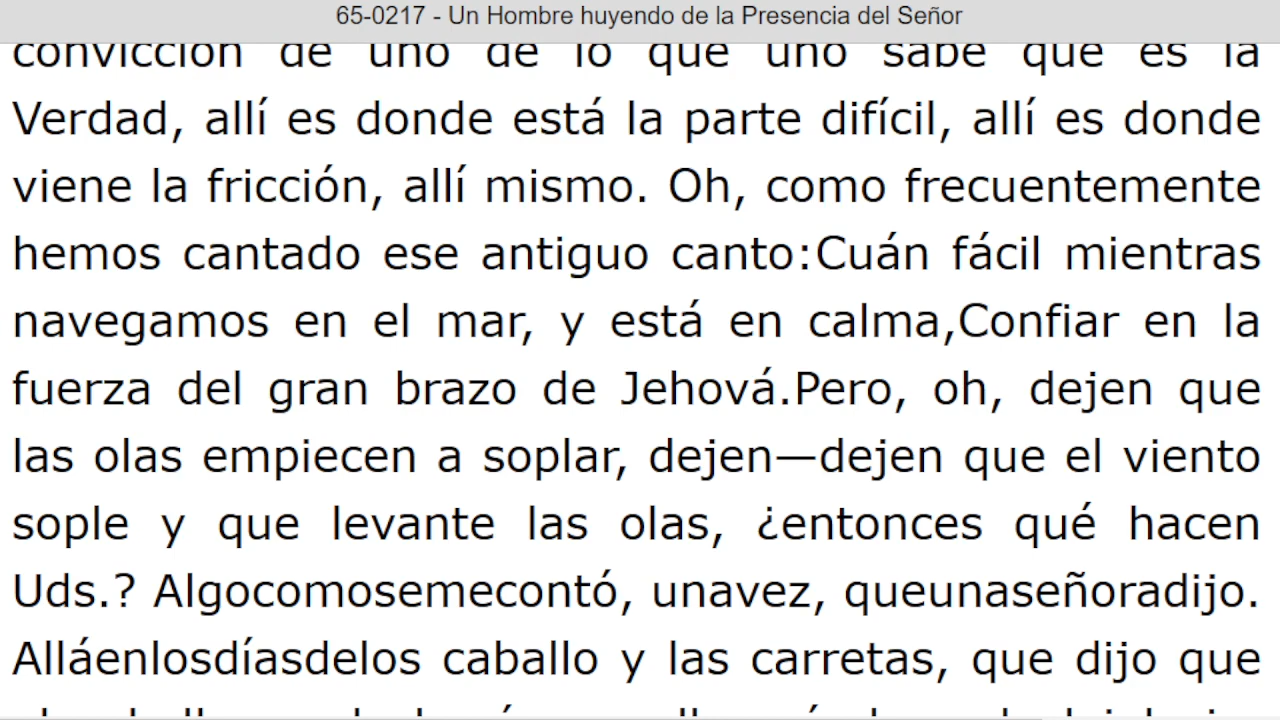 65-0217 - Un Hombre huyendo de la Presencia del Señor
convicción de uno de lo que uno sabe que es la
Verdad, allí es donde está la parte difícil, allí es donde
viene la fricción, allí mismo. Oh, como frecuentemente
hemos cantado ese antiguo canto:Cuán fácil mientras
navegamos en el mar, y está en calma,Confiar en la
fuerza del gran brazo de Jehová.Pero, oh, dejen que
las olas empiecen a soplar, dejen—dejen que el viento
sople y que levante las olas, ¿entonces qué hacen
Uds.? Algocomosemecontó, unavez, queunaseñoradijo.
Alláenlosdíasdelos caballo y las carretas, que dijo que